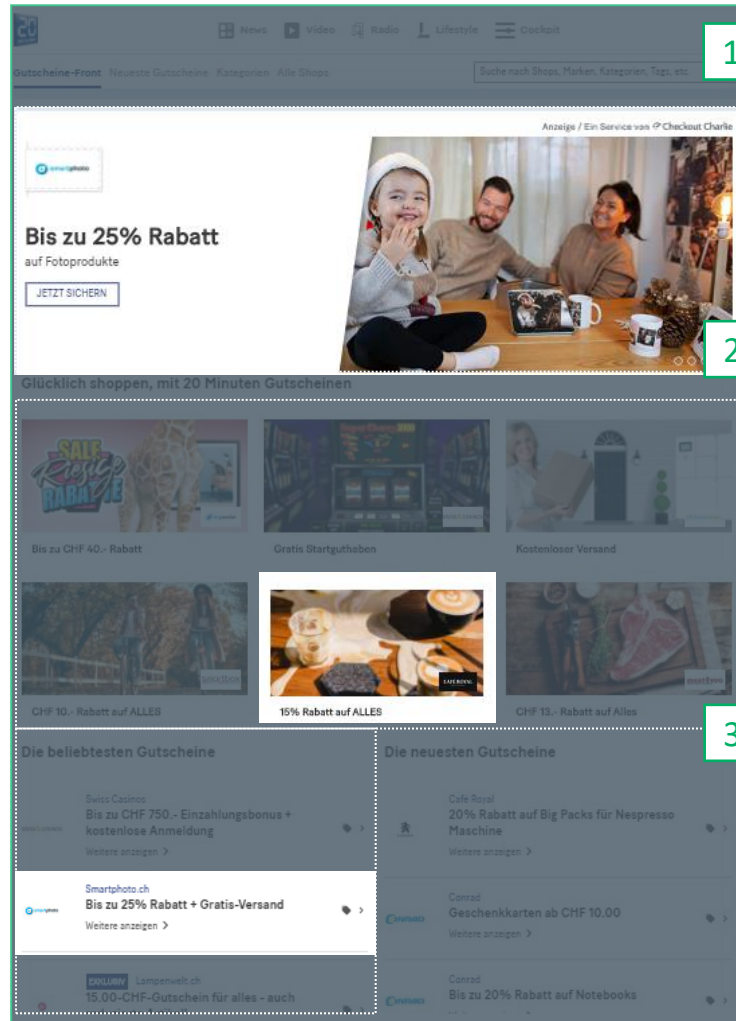 20
News Video Radio Lifestyle Cockpit
1
Gutscheine-Front Neueste Gutscheine Kategorien Alle Shops
Suche nach Shops, Marken, Kategorien, Tags, etc.
Anzeige / Ein Service von Checkout Charlie
smartphoto
Bis zu 25% Rabatt
auf Fotoprodukte
JETZT SICHERN
2
Glücklich shoppen, mit 20 Minuten Gutscheinen
SALE
Riesige
RABATTE
Bis zu CHF 40.- Rabatt
Gratis Startguthaben
Kostenloser Versand
CAFÉ ROYAL
CHF 10.- Rabatt auf ALLES
15% Rabatt auf ALLES
CHF 13.- Rabatt auf Alles
3
Die beliebtesten Gutscheine
Swiss Casinos
Bis zu CHF 750.- Einzahlungsbonus +
kostenlose Anmeldung
Weitere anzeigen
smartphoto
Smartphoto.ch
Bis zu 25% Rabatt + Gratis-Versand
Weitere anzeigen
EXKLUSIV Lampenwelt.ch
15,00-CHF-Gutschein für alles - auch
Die neuesten Gutscheine
Café Royal
20% Rabatt auf Big Packs für Nespresso
Maschine
Weitere anzeigen
CONRAD
Conrad
Geschenkkarten ab CHF 10.00
Weitere anzeigen
CONRAD
Conrad
Bis zu 20% Rabatt auf Notebooks